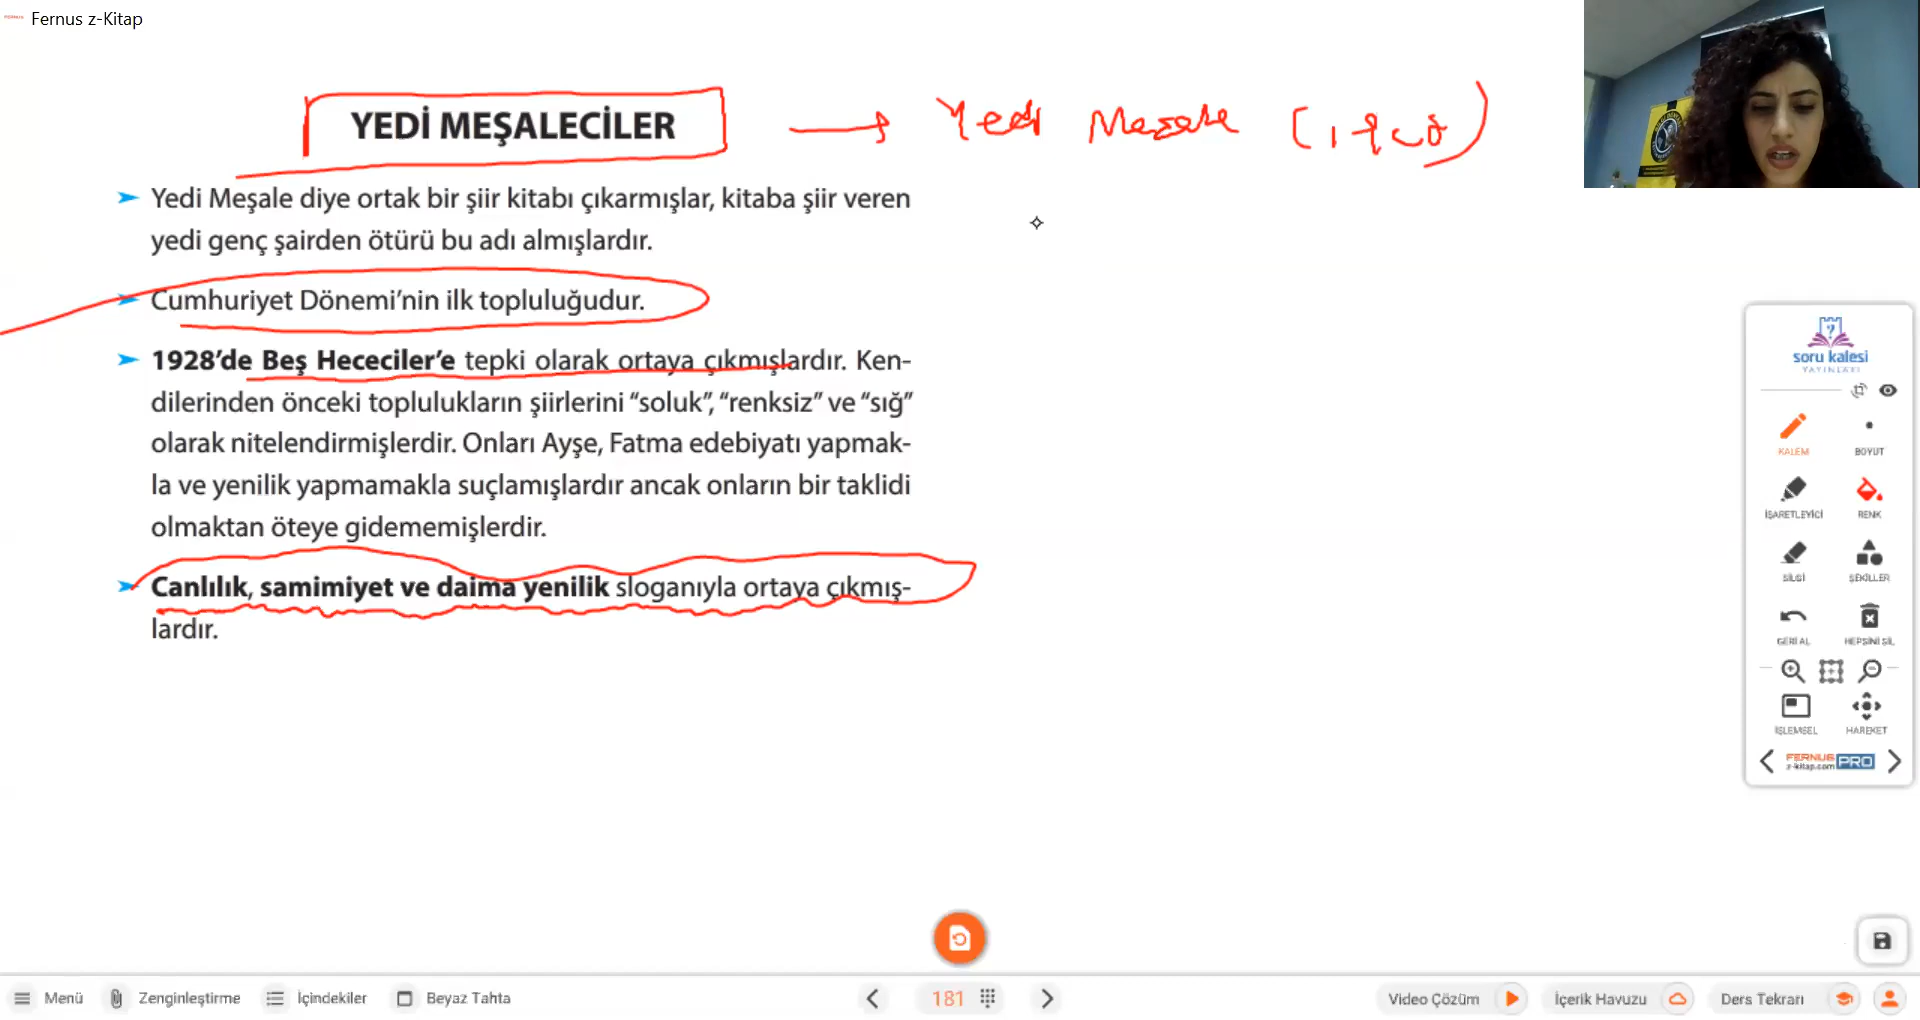 Fernus z-Kitap
YEDİ MEŞALECİLER
Yedi Meşale
Yedi Meşale diye ortak bir şiir kitabı çıkarmışlar, kitaba şiir veren
yedi genç şairden ötürü bu adı almışlardır.
Cumhuriyet Dönemi’nin ilk topluluğudur.
1928’de Beş Hececiler’e tepki olarak ortaya çıkmışlardır. Ken-
dilerinden önceki toplulukların şiirlerini “soluk”, “renksiz” ve “sığ”
olarak nitelendirmişlerdir. Onları Ayşe, Fatma edebiyatı yapmak-
la ve yenilik yapmamakla suçlamışlardır ancak onların bir taklidi
olmaktan öteye gidememişlerdir.
Canlılık, samimiyet ve daima yenilik sloganıyla ortaya çıkmış-
lardır.
soru kalesi
YAYINLARI
KALEM
BOYUT
İŞARETLEYİCİ
RENK
SİLGİ
ŞEKİLLER
GERİ AL
HEPSİNİ SİL
İŞLEMSEL
HAREKET
FERNUS
z-kitap.com PRO
Menü
Zenginleştirme
İçindekiler
Beyaz Tahta
181
Video Çözüm
İçerik Havuzu
Ders Tekrarı